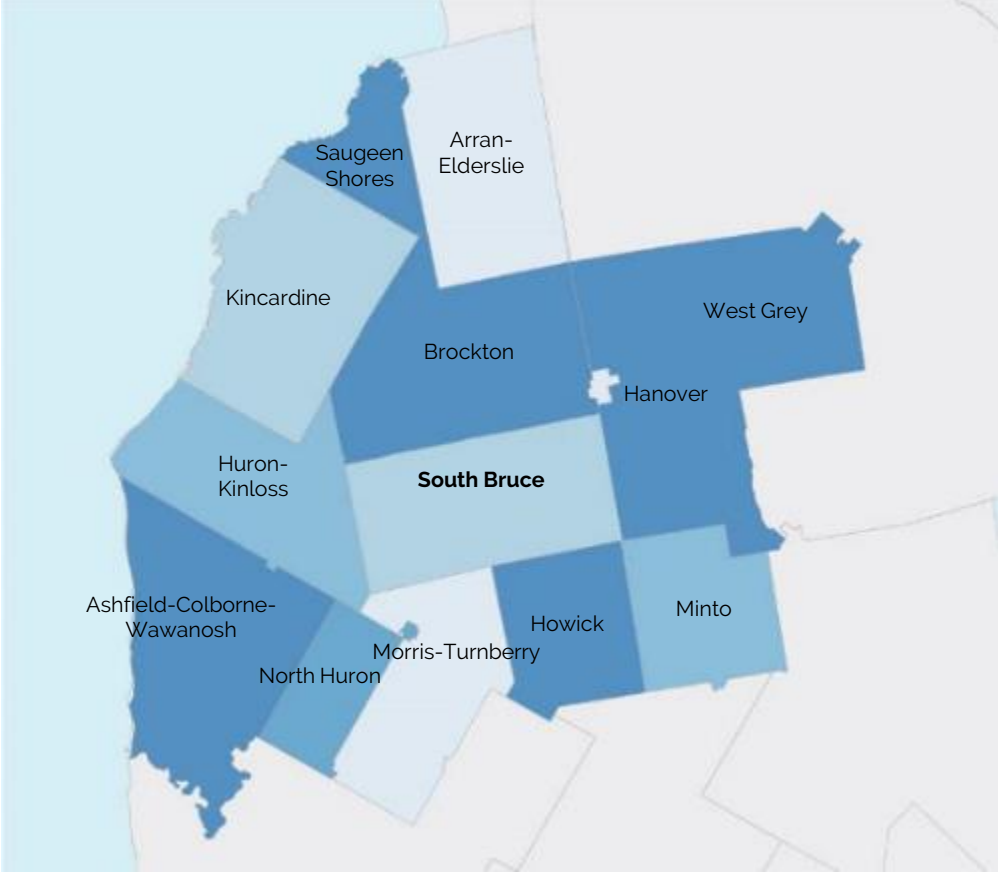 Arran-
Elderslie
Saugeen
Shores
Kincardine
West Grey
Brockton
Hanover
Huron-
Kinloss
South Bruce
Ashfield-Colborne-
Wawanosh
Howick
Minto
Morris-Turnberry
North Huron